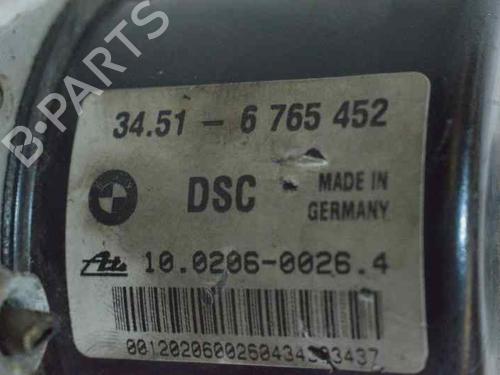 B-PARTS
34.51 - 6 765 452
DSC
MADE IN
GERMANY
Ate 10.0206-0026.4